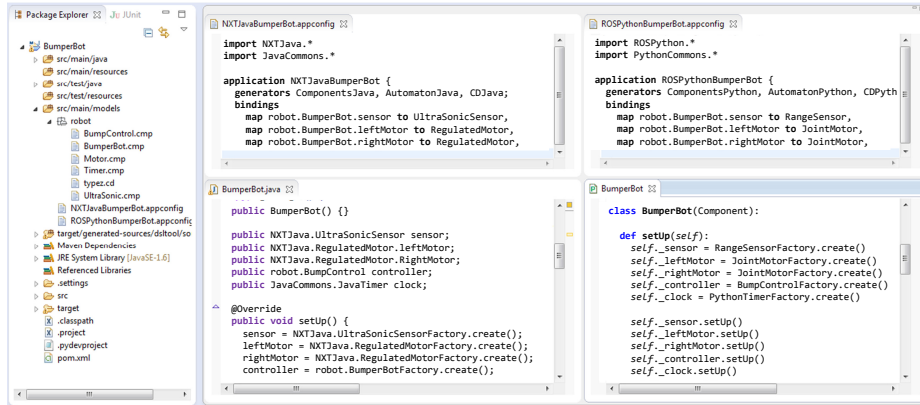 Package Explorer
Ju JUnit
BumperBot
src/main/java
src/main/resources
src/test/java
src/test/resources
src/main/models
robot
BumpControl.cmp
BumperBot.cmp
Motor.cmp
Timer.cmp
types.cd
UltraSonic.cmp
NXTJavaBumperBot.appconfig
ROSPythonBumperBot.appconfig
target/generated-sources/dsltool/so
Maven Dependencies
JRE System Library [JavaSE-1.6]
Referenced Libraries
.settings
src
target
.classpath
.project
.pydevproject
pom.xml
NXTJavaBumperBot.appconfig
import NXTJava.*
import JavaCommons.*
application NXTJavaBumperBot {
generators ComponentsJava, AutomatonJava, CDJava;
bindings
map robot.BumperBot.sensor to UltraSonicSensor,
map robot.BumperBot.leftMotor to RegulatedMotor,
map robot.BumperBot.rightMotor to RegulatedMotor,
ROSPythonBumperBot.appconfig
import ROSPython.*
import PythonCommons.*
application ROSPythonBumperBot {
generators ComponentsPython, AutomatonPython, CDPyth
bindings
map robot.BumperBot.sensor to RangeSensor,
map robot.BumperBot.leftMotor to JointMotor,
map robot.BumperBot.rightMotor to JointMotor,
BumperBot.java
public BumperBot() {}
public NXTJava.UltraSonicSensor sensor;
public NXTJava.RegulatedMotor.leftMotor;
public NXTJava.RegulatedMotor.RightMotor;
public robot.BumpControl controller;
public JavaCommons.JavaTimer clock;
@Override
public void setUp() {
sensor = NXTJava.UltraSonicSensorFactory.create();
leftMotor = NXTJava.RegulatedMotorFactory.create();
rightMotor = NXTJava.RegulatedMotorFactory.create();
controller = robot.BumperBotFactory.create();
BumperBot
class BumperBot(Component):
def setUp(self):
self._sensor = RangeSensorFactory.create()
self._leftMotor = JointMotorFactory.create()
self._rightMotor = JointMotorFactory.create()
self._controller = BumpControlFactory.create()
self._clock = PythonTimerFactory.create()
self._sensor.setUp()
self._leftMotor.setUp()
self._rightMotor.setUp()
self._controller.setUp()
self._clock.setUp()